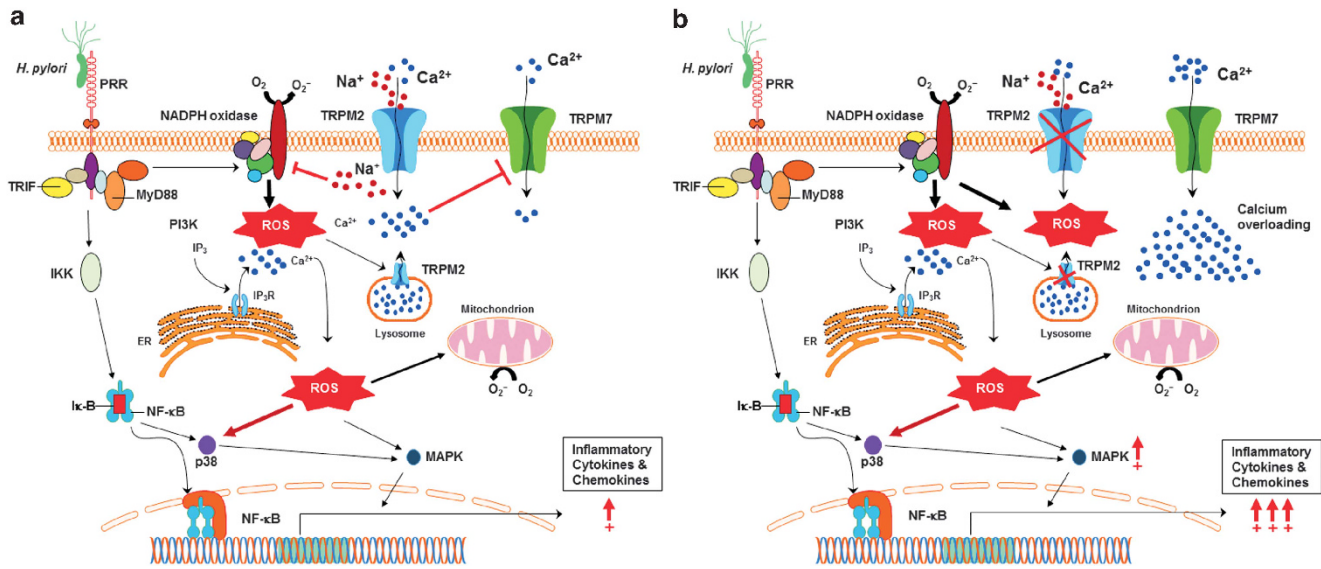 a
H. pylori
PRR
O₂
O₂⁻
Na⁺
Ca²⁺
Ca²⁺
NADPH oxidase
TRPM2
TRPM7
TRIF
MyD88
Na⁺
PI3K
ROS
Ca²⁺
IP₃
Ca²⁺
TRPM2
IKK
IP₃R
Lysosome
Mitochondrion
ER
ROS
O₂⁻
O₂
Iκ-B
NF-κB
p38
MAPK
Inflammatory
Cytokines &
Chemokines
+
NF-κB
b
H. pylori
PRR
O₂
O₂⁻
Na⁺
Ca²⁺
Ca²⁺
NADPH oxidase
TRPM2
TRPM7
TRIF
MyD88
PI3K
ROS
ROS
Calcium
overloading
IP₃
Ca²⁺
TRPM2
IKK
IP₃R
Lysosome
Mitochondrion
ER
ROS
O₂⁻
O₂
Iκ-B
NF-κB
p38
MAPK
+
Inflammatory
Cytokines &
Chemokines
+ + +
NF-κB